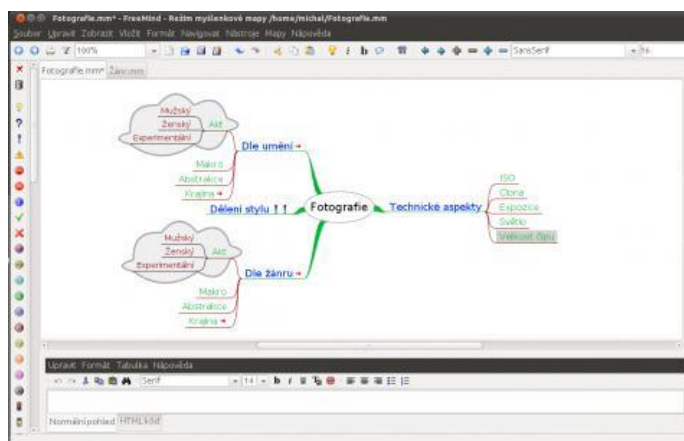 Fotografie.mm* - FreeMind - Režim myšlenkové mapy /home/michal/Fotografie.mm
Soubor Upravit Zobrazit Vložit Formát Navigovat Nástroje Mapy Nápověda
100% SansSerif 16
Fotografie.mm* Žánr.mm
Mužský
Ženský
Experimentální
Akt
Dle umění
Makro
Abstrakce
Krajina
Dělení stylu ! !
Fotografie
Technické aspekty
ISO
Clona
Expozice
Světlo
Velikost čipu
Mužský
Ženský
Experimentální
Akt
Dle žánru
Makro
Abstrakce
Krajina
Upravit Formát Tabulka Nápověda
Serif 14
Normální pohled HTML kód